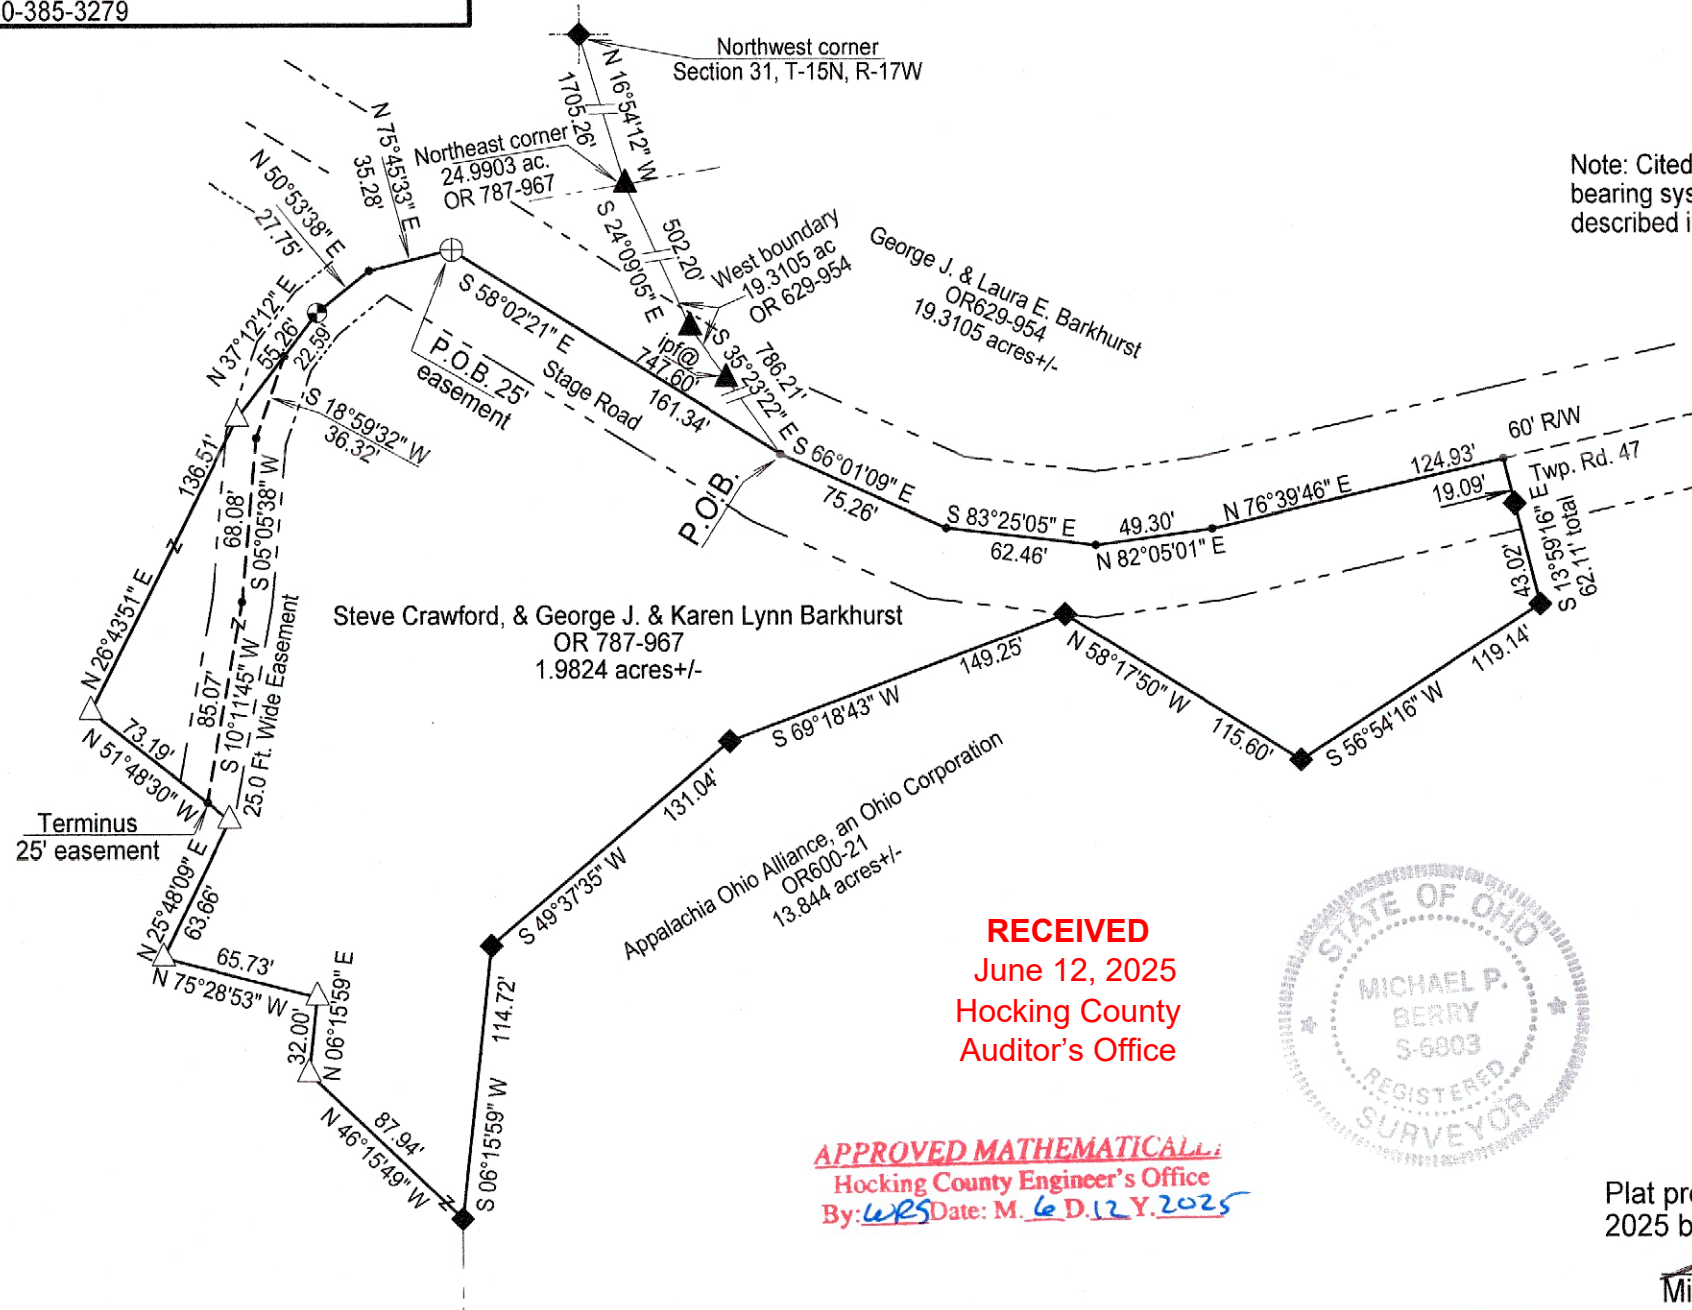 0-385-3279
Northwest corner
Section 31, T-15N, R-17W
N 16°54'12" W
1705.26'
Northeast corner
24.9903 ac.
OR 787-967
N 75°45'33" E
35.28'
N 50°53'38" E
27.75'
S 24°09'05" E
502.20'
West boundary
19.3105 ac
OR 629-954
George J. & Laura E. Barkhurst
OR629-954
19.3105 acres+/-
Note: Cited
bearing sys
described i
N 37°12'12" E
55.26'
22.59'
S 58°02'21" E
747.60'
161.34'
ipf@
S 35°23'22" E
786.21'
P.O.B. 25'
easement
Stage Road
S 18°59'32" W
36.32'
P.O.B.
S 66°01'09" E
75.26'
S 83°25'05" E
62.46'
49.30'
N 82°05'01" E
N 76°39'46" E
124.93'
60' R/W
Twp. Rd. 47
19.09'
43.02'
S 13°59'16" E
62.11' total
136.51'
Z
N 26°43'51" E
68.08'
S 05°05'38" W
Z
85.07'
S 10°11'45" W
25.0 Ft. Wide Easement
Steve Crawford, & George J. & Karen Lynn Barkhurst
OR 787-967
1.9824 acres+/-
149.25'
S 69°18'43" W
N 58°17'50" W
115.60'
119.14'
S 56°54'16" W
73.19'
N 51°48'30" W
Terminus
25' easement
131.04'
S 49°37'35" W
Appalachia Ohio Alliance, an Ohio Corporation
OR600-21
13.844 acres+/-
N 25°48'09" E
63.66'
65.73'
N 75°28'53" W
32.00'
N 06°15'59" E
114.72'
S 06°15'59" W
87.94'
N 46°15'49" W
Z
RECEIVED
June 12, 2025
Hocking County
Auditor's Office
STATE OF OHIO
MICHAEL P.
BERRY
S-6803
REGISTERED
SURVEYOR
APPROVED MATHEMATICALL
Hocking County Engineer's Office
By: WRS Date: M. 6 D. 12 Y. 2025
Plat pr
2025 b
Mi